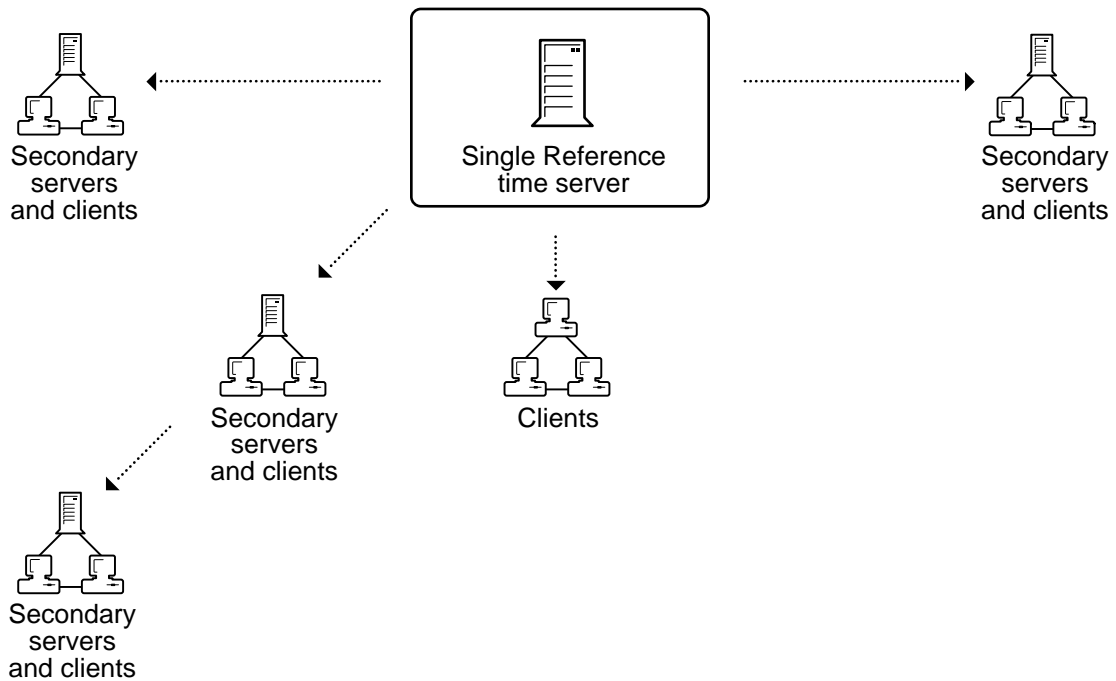 Single Reference
time server
Secondary
servers
and clients
Secondary
servers
and clients
Secondary
servers
and clients
Clients
Secondary
servers
and clients